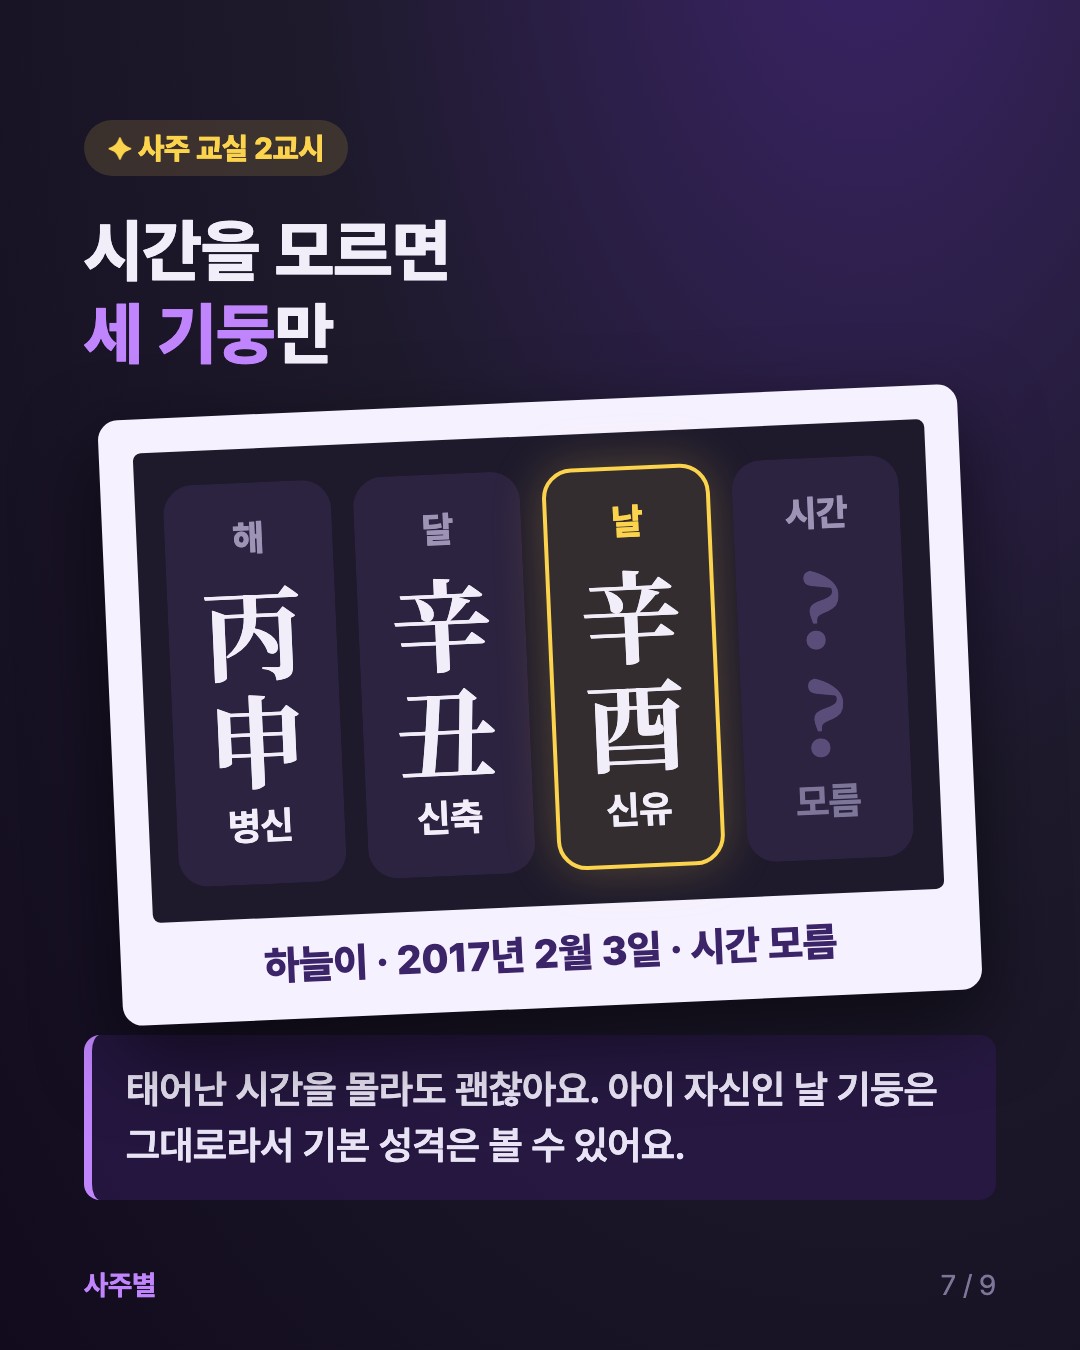 ✦ 사주 교실 2교시
시간을 모르면
세 기둥만
해
丙
申
병신
달
辛
丑
신축
날
辛
酉
신유
시간
?
?
모름
하늘이 · 2017년 2월 3일 · 시간 모름
태어난 시간을 몰라도 괜찮아요. 아이 자신인 날 기둥은
그대로라서 기본 성격은 볼 수 있어요.
사주별
7 / 9